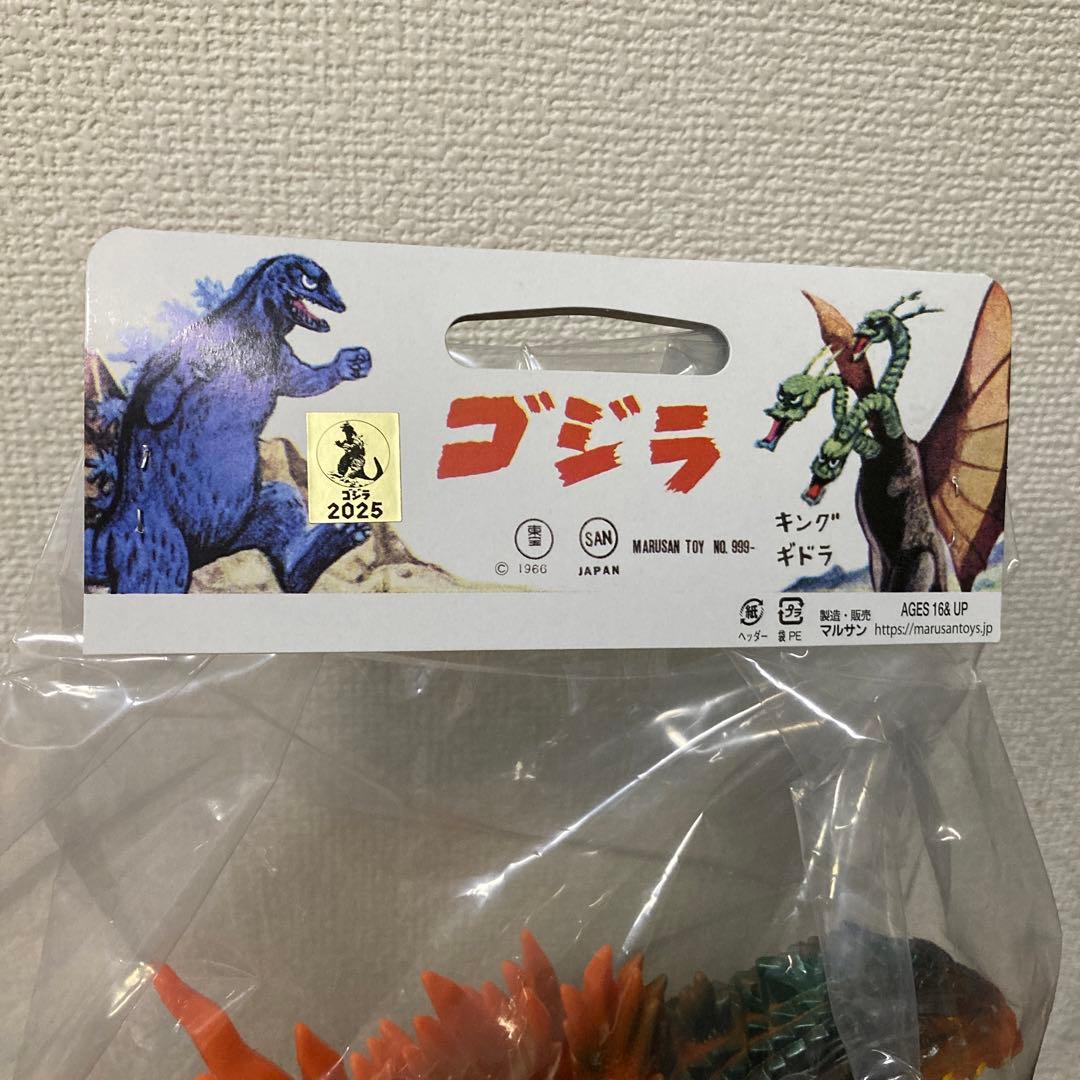 ゴジラ
ゴジラ
2025
東宝
© 1966
SAN
JAPAN
MARUSAN TOY NO. 999-
キング
ギドラ
紙
ヘッダー
プラ
袋 PE
製造・販売
マルサン
AGES 16& UP
https://marusantoys.jp